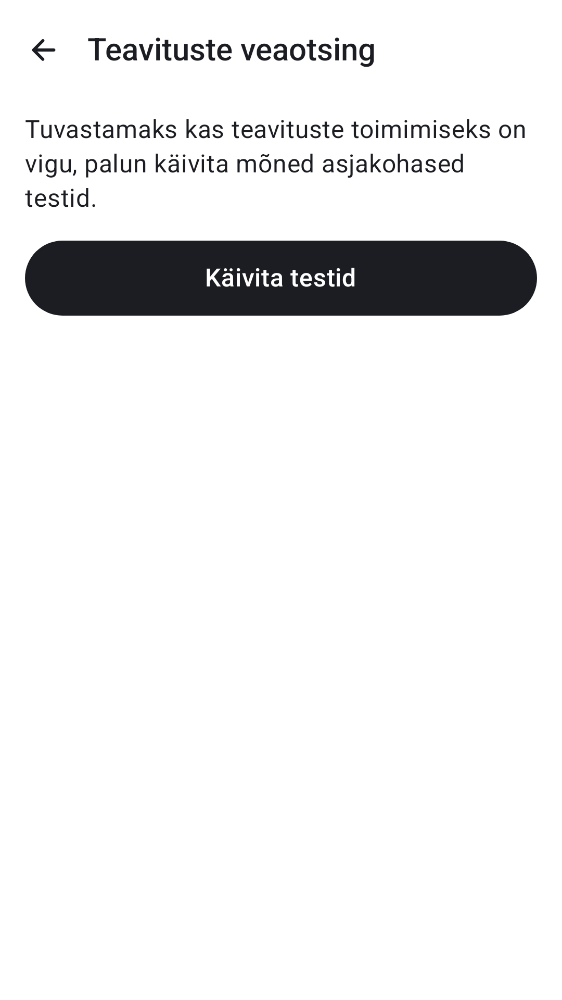 Teavituste veaotsing
Tuvastamaks kas teavituste toimimiseks on
vigu, palun käivita mõned asjakohased
testid.
Käivita testid